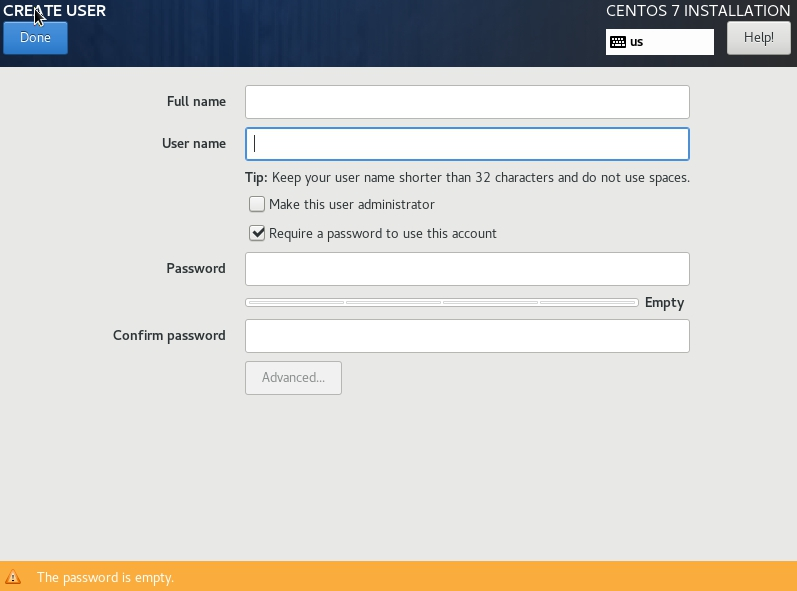 CREATE USER
CENTOS 7 INSTALLATION
Done
us
Help!
Full name
User name
Tip: Keep your user name shorter than 32 characters and do not use spaces.
Make this user administrator
Require a password to use this account
Password
Empty
Confirm password
Advanced...
The password is empty.